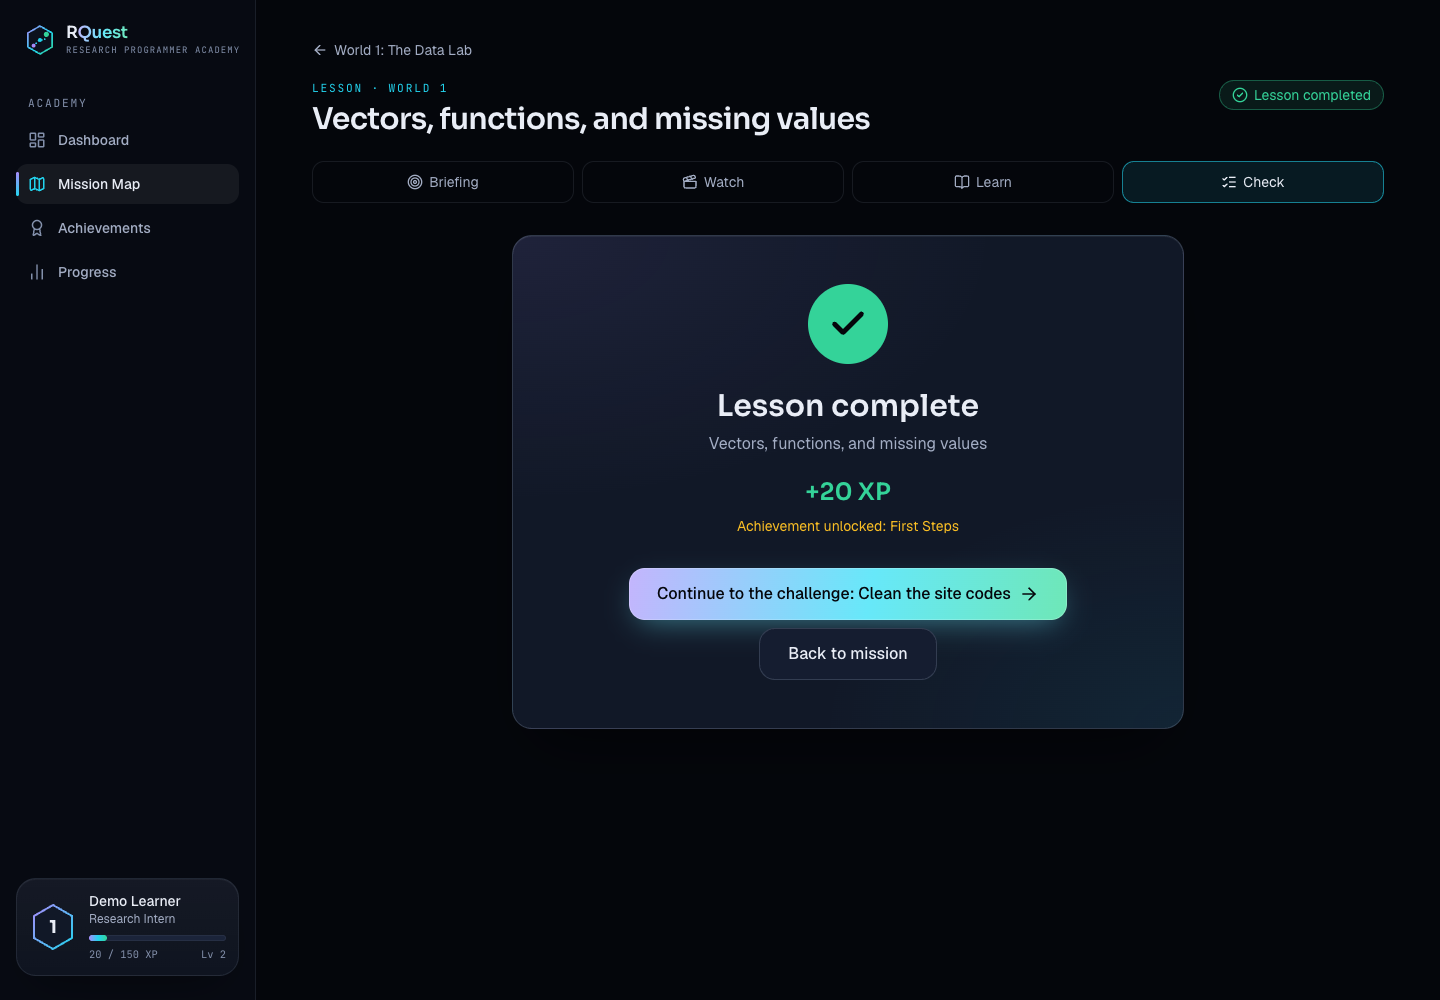 RQuest
RESEARCH PROGRAMMER ACADEMY
ACADEMY
Dashboard
Mission Map
Achievements
Progress
World 1: The Data Lab
LESSON · WORLD 1
Vectors, functions, and missing values
Lesson completed
Briefing
Watch
Learn
Check
Lesson complete
Vectors, functions, and missing values
+20 XP
Achievement unlocked: First Steps
Continue to the challenge: Clean the site codes
Back to mission
1
Demo Learner
Research Intern
20 / 150 XP
Lv 2